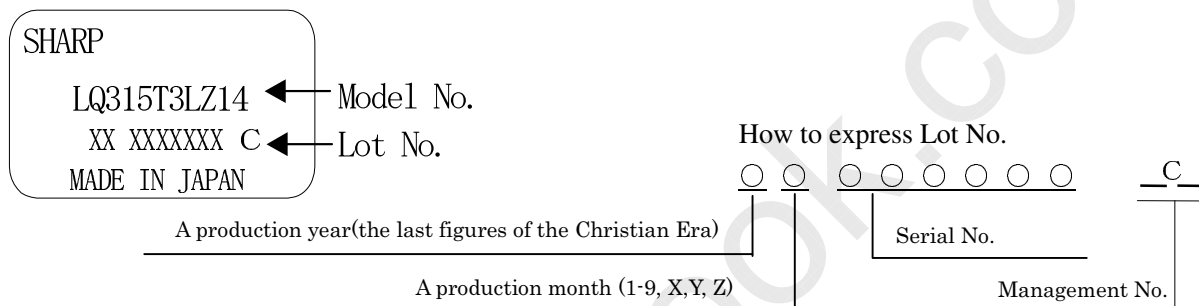 SHARP
LQ315T3LZ14
Model No.
XX XXXXXXX C
Lot No.
MADE IN JAPAN
How to express Lot No.
○ ○ ○ ○ ○ ○ ○ ○ C
A production year(the last figures of the Christian Era)
Serial No.
A production month (1-9, X,Y, Z)
Management No.